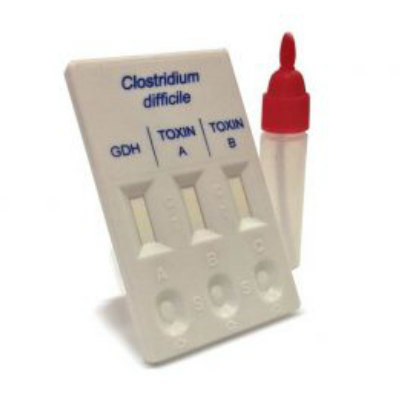 Clostridium
difficile
GDH TOXIN A TOXIN B
A B C
S S